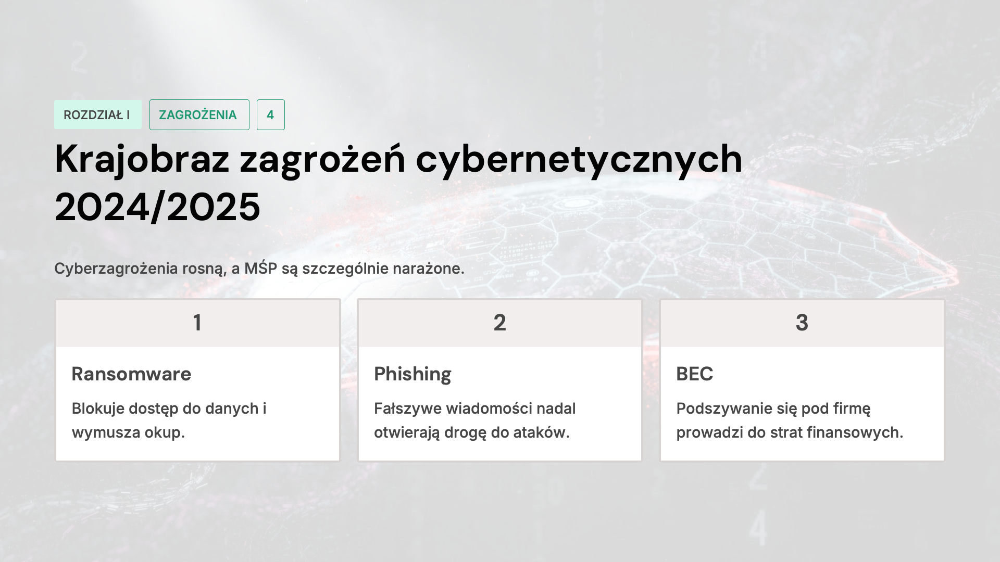 ROZDZIAŁ I
ZAGROŻENIA
4
Krajobraz zagrożeń cybernetycznych
2024/2025
Cyberzagrożenia rosną, a MŚP są szczególnie narażone.
1
Ransomware
Blokuje dostęp do danych i
wymusza okup.
2
Phishing
Fałszywe wiadomości nadal
otwierają drogę do ataków.
3
BEC
Podszywanie się pod firmę
prowadzi do strat finansowych.